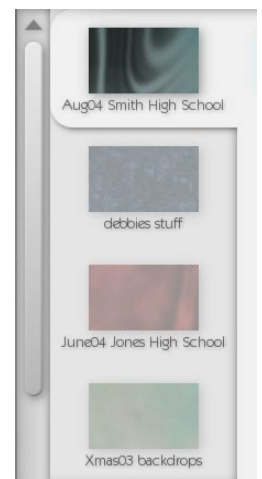 Aug04 Smith High School
debbies stuff
June04 Jones High School
Xmas03 backdrops